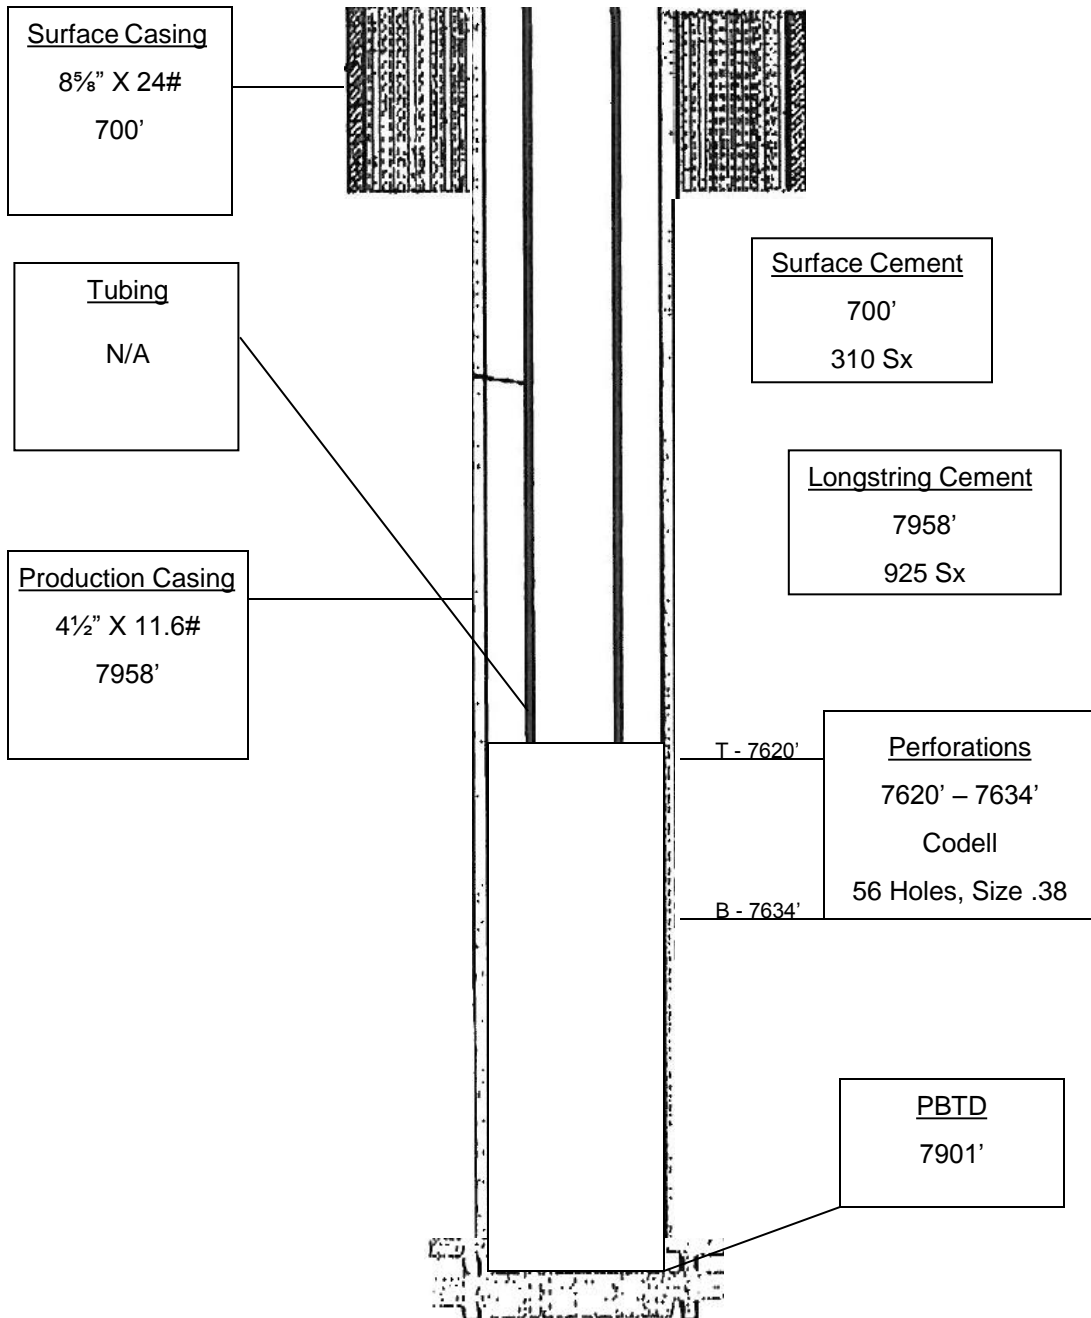 Surface Casing
8⅝” X 24#
700’
Surface Cement
700’
310 Sx
Tubing
N/A
Longstring Cement
7958’
925 Sx
Production Casing
4½” X 11.6#
7958’
T - 7620’
Perforations
7620’ – 7634’
Codell
56 Holes, Size .38
B - 7634’
PBTD
7901’